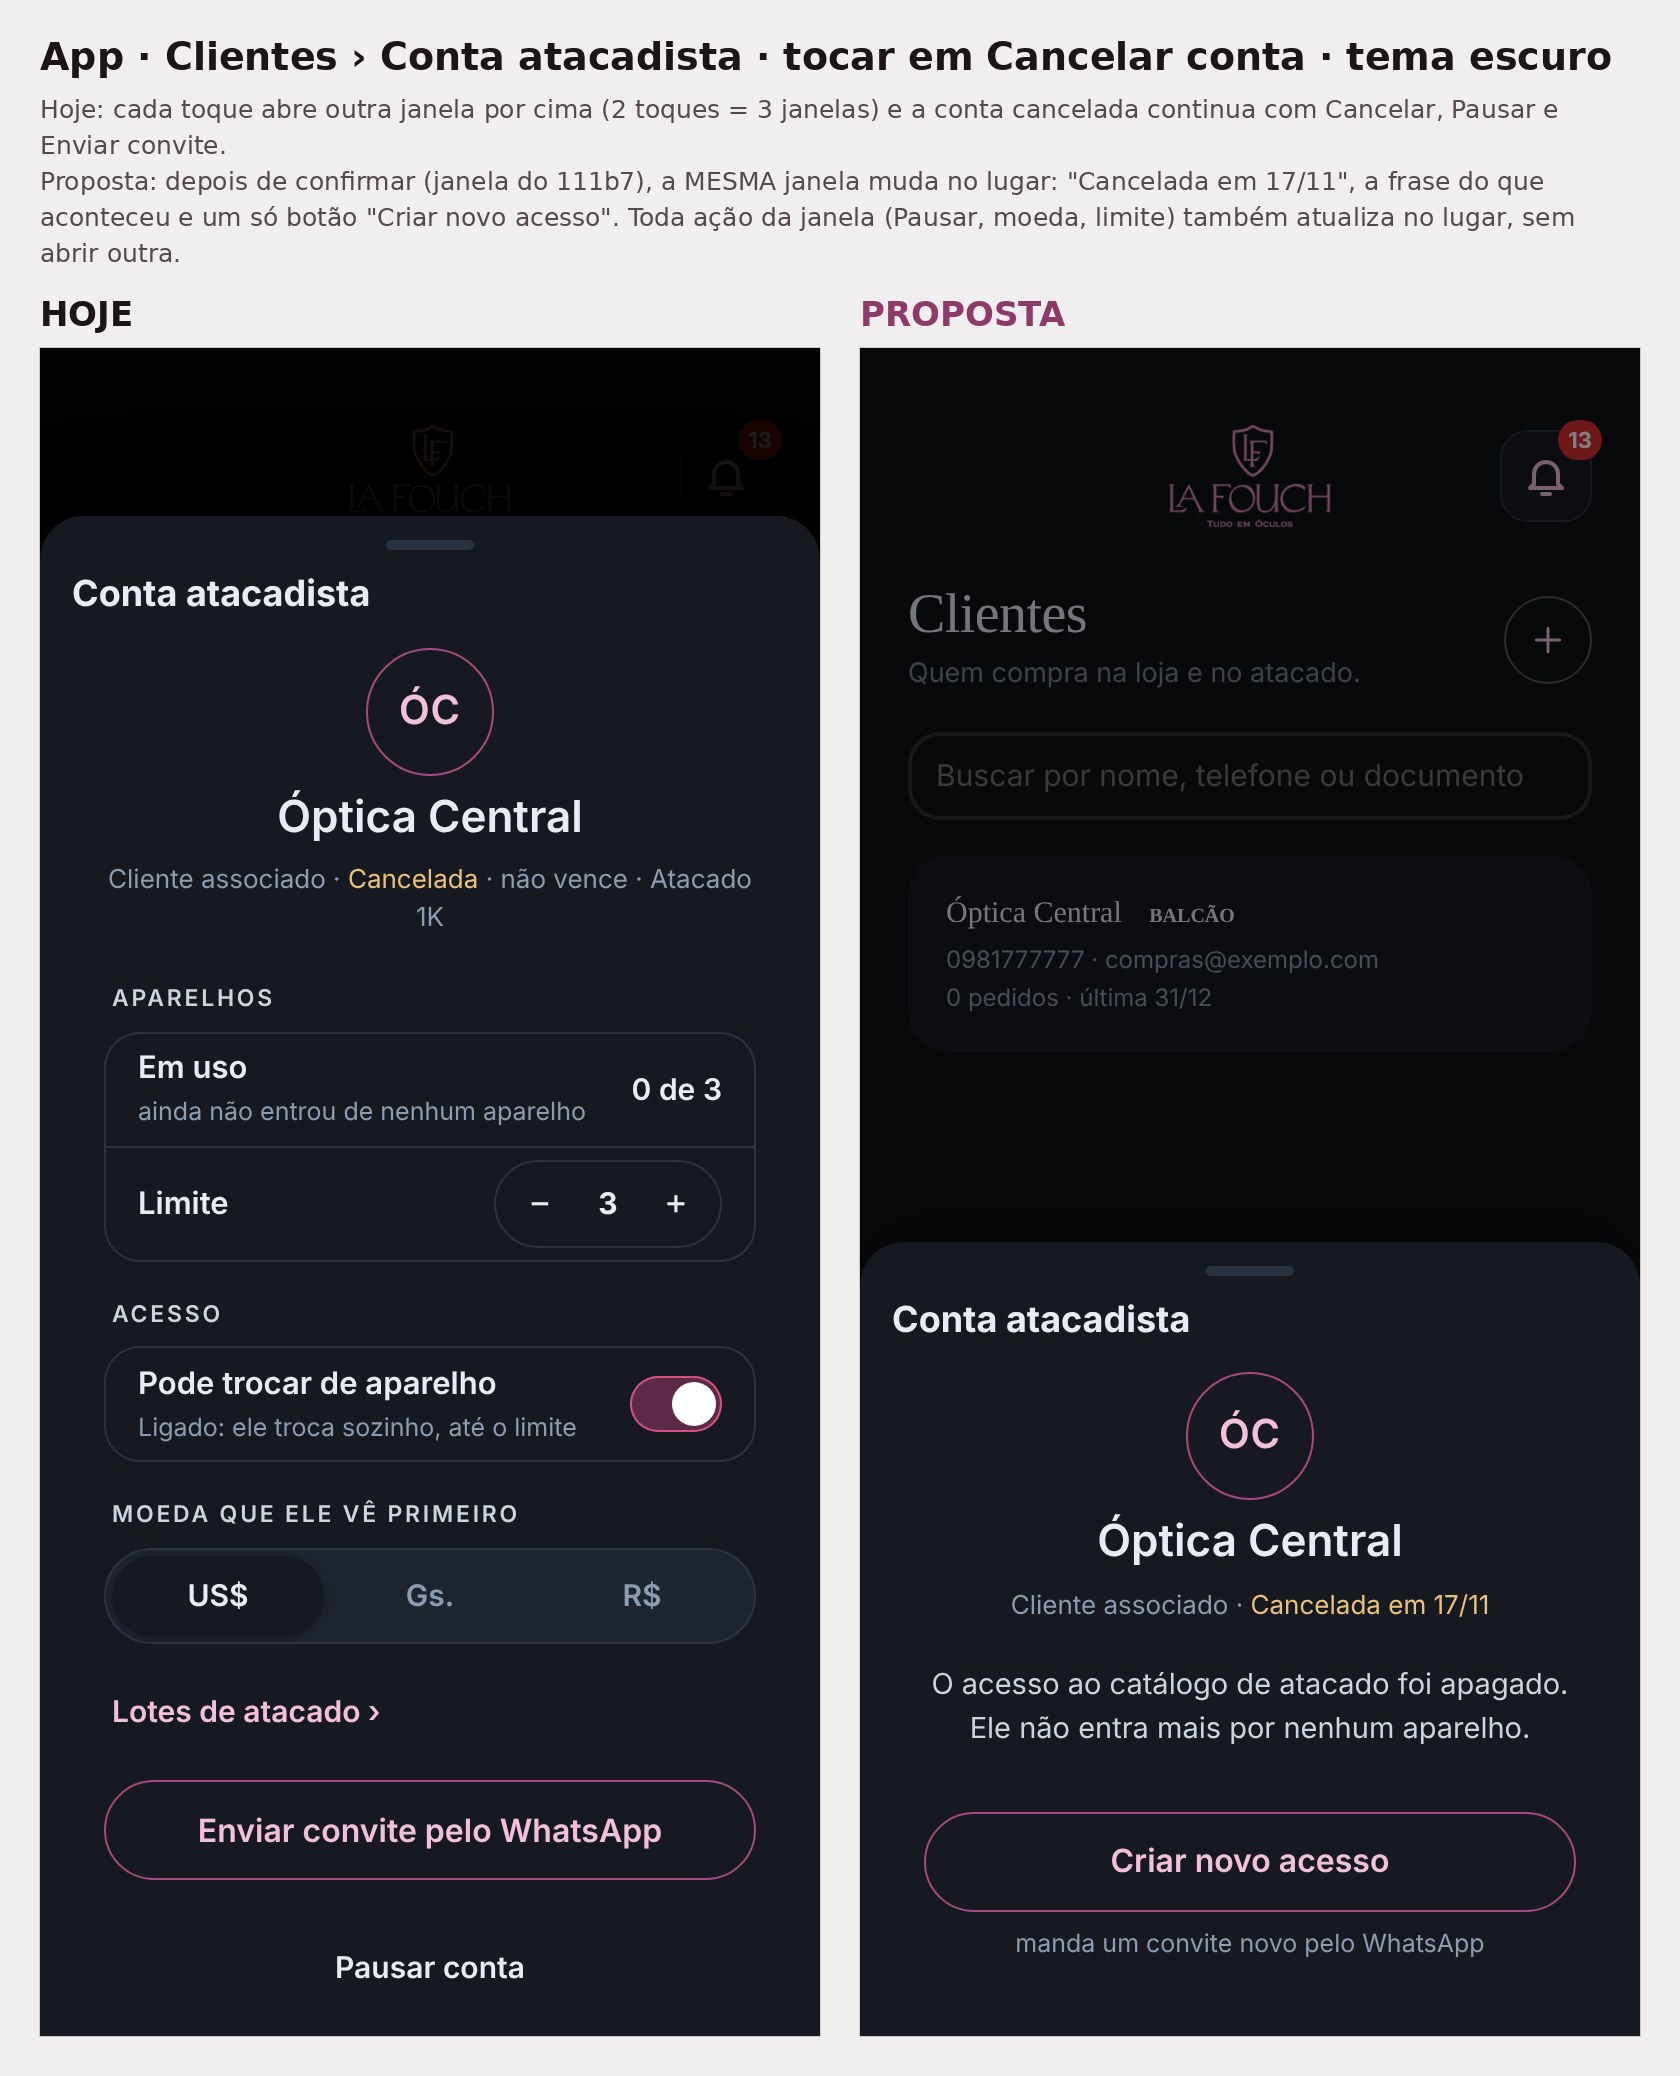 App · Clientes › Conta atacadista · tocar em Cancelar conta · tema escuro
Hoje: cada toque abre outra janela por cima (2 toques = 3 janelas) e a conta cancelada continua com Cancelar, Pausar e
Enviar convite.
Proposta: depois de confirmar (janela do 111b7), a MESMA janela muda no lugar: "Cancelada em 17/11", a frase do que
aconteceu e um só botão "Criar novo acesso". Toda ação da janela (Pausar, moeda, limite) também atualiza no lugar, sem
abrir outra.
HOJE
13
LF
LA FOUCH
Conta atacadista
ÓC
Óptica Central
Cliente associado · Cancelada · não vence · Atacado
1K
APARELHOS
Em uso
ainda não entrou de nenhum aparelho
0 de 3
Limite
− 3 +
ACESSO
Pode trocar de aparelho
Ligado: ele troca sozinho, até o limite
MOEDA QUE ELE VÊ PRIMEIRO
US$ Gs. R$
Lotes de atacado ›
Enviar convite pelo WhatsApp
Pausar conta
PROPOSTA
13
LF
LA FOUCH
TUDO EM ÓCULOS
Clientes
Quem compra na loja e no atacado.
+
Buscar por nome, telefone ou documento
Óptica Central BALCÃO
0981777777 · compras@exemplo.com
0 pedidos · última 31/12
Conta atacadista
ÓC
Óptica Central
Cliente associado · Cancelada em 17/11
O acesso ao catálogo de atacado foi apagado.
Ele não entra mais por nenhum aparelho.
Criar novo acesso
manda um convite novo pelo WhatsApp